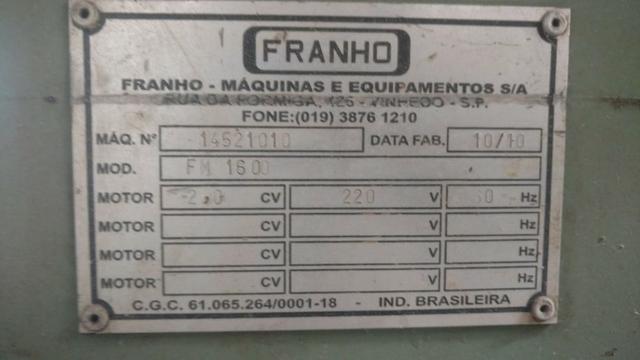 FRANHO
FRANHO - MÁQUINAS E EQUIPAMENTOS S/A
RUA DA FORMIGA, 426 - VINHEDO - S.P.
FONE:(019) 3876 1210
MÁQ. Nº 14521010 DATA FAB. 10/10
MOD. FM 1600
MOTOR 2,0 CV 220 V 60 Hz
MOTOR CV V Hz
MOTOR CV V Hz
MOTOR CV V Hz
C.G.C. 61.065.264/0001-18 - IND. BRASILEIRA